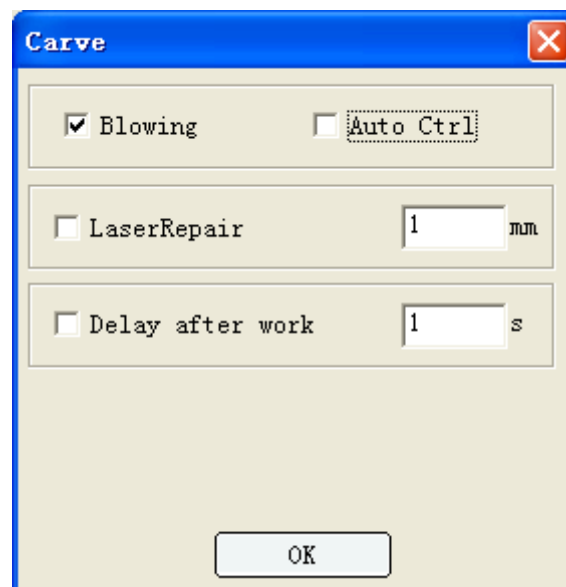 Carve
Blowing Auto Ctrl
LaserRepair 1 mm
Delay after work 1 s
OK